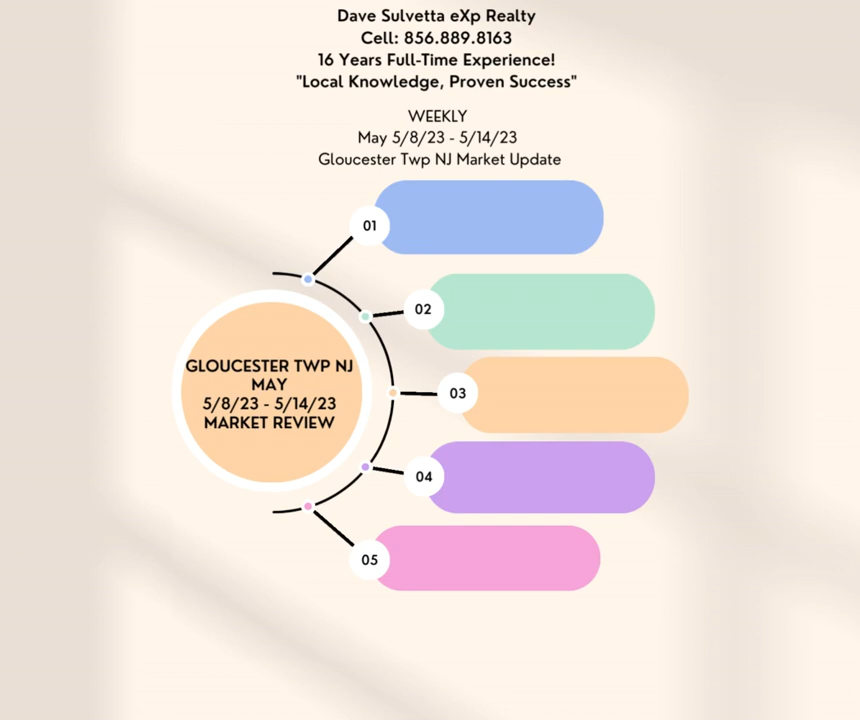 Dave Sulvetta eXp Realty
Cell: 856.889.8163
16 Years Full-Time Experience!
"Local Knowledge, Proven Success"
WEEKLY
May 5/8/23 - 5/14/23
Gloucester Twp NJ Market Update
01
02
GLOUCESTER TWP NJ
MAY
5/8/23 - 5/14/23
MARKET REVIEW
03
04
05